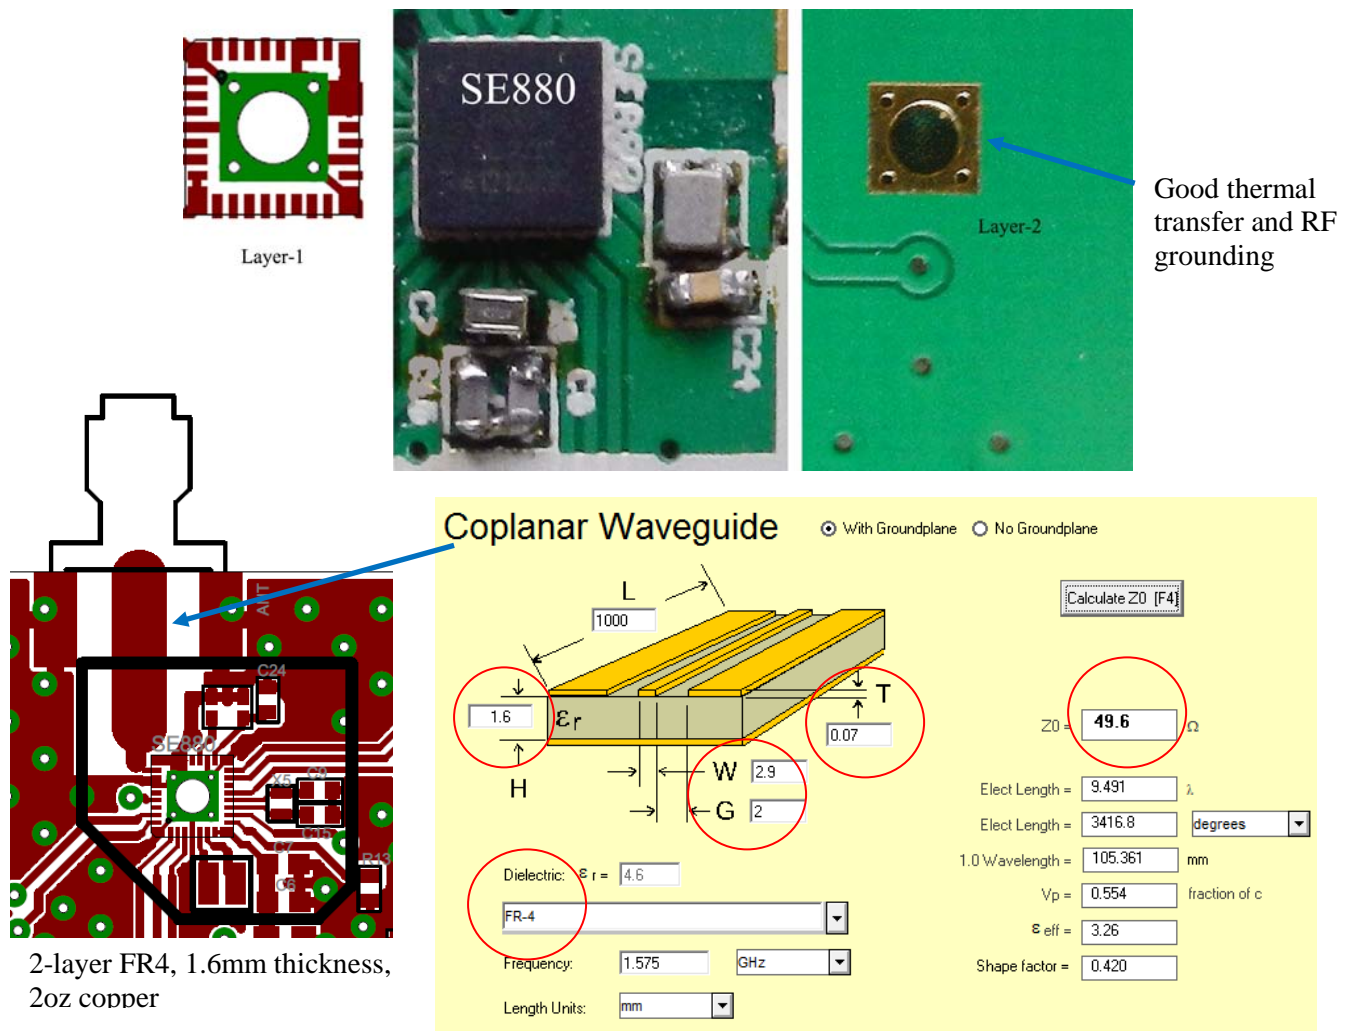 SE880
SE880
Layer-1
Layer-2
C24
Good thermal
transfer and RF
grounding
ANT
C24
SE880
X5
C9
C15
C7
C6
R13
2-layer FR4, 1.6mm thickness,
2oz copper
Coplanar Waveguide
With Groundplane No Groundplane
Calculate Z0 [F4]
L
1000
T
0.07
1.6
εr
H
W 2.9
G 2
Z0 = 49.6 Ω
Elect Length = 9.491 λ
Elect Length = 3416.8 degrees
1.0 Wavelength = 105.361 mm
Vp = 0.554 fraction of c
ε eff = 3.26
Shape factor = 0.420
Dielectric: ε r = 4.6
FR-4
Frequency: 1.575 GHz
Length Units: mm